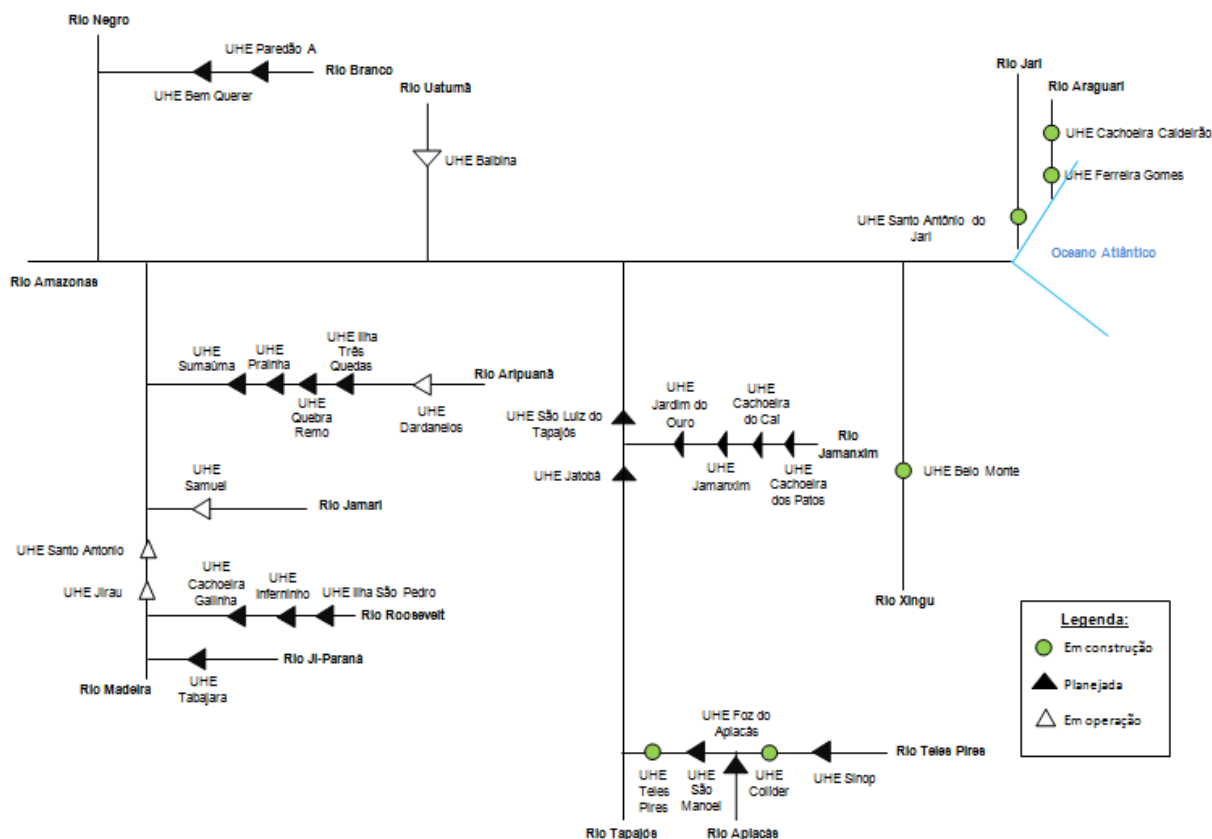 Rio Negro
UHE Paredão A
Rio Branco
UHE Bem Querer
Rio Uatumã
UHE Balbina
Rio Jari
Rio Araguari
UHE Cachoeira Caldeirão
UHE Ferreira Gomes
UHE Santo Antônio do
Jari
Oceano Atlântico
Rio Amazonas
UHE
Sumaúma
UHE
Prainha
UHE Ilha
Três
Quedas
Rio Aripuanã
UHE
Quebra
Remo
UHE
Dardanelos
UHE
Samuel
Rio Jamari
UHE Santo Antonio
UHE Jirau
UHE
Cachoeira
Galinha
UHE
Inferninho
UHE Ilha São Pedro
Rio Roosevelt
Rio Ji-Paraná
UHE
Tabajara
Rio Madeira
UHE São Luiz do
Tapajós
UHE
Jardim do
Ouro
UHE
Cachoeira
do Caí
Rio
Jamanxim
UHE Jatobá
UHE
Jamanxim
UHE
Cachoeira
dos Patos
UHE Belo Monte
Rio Xingu
UHE Foz do
Apiacás
Rio Teles Pires
UHE
Teles
Pires
UHE
São
Manoel
UHE
Colider
UHE Sinop
Rio Tapajós
Rio Apiacás
Legenda:
Em construção
Planejada
Em operação